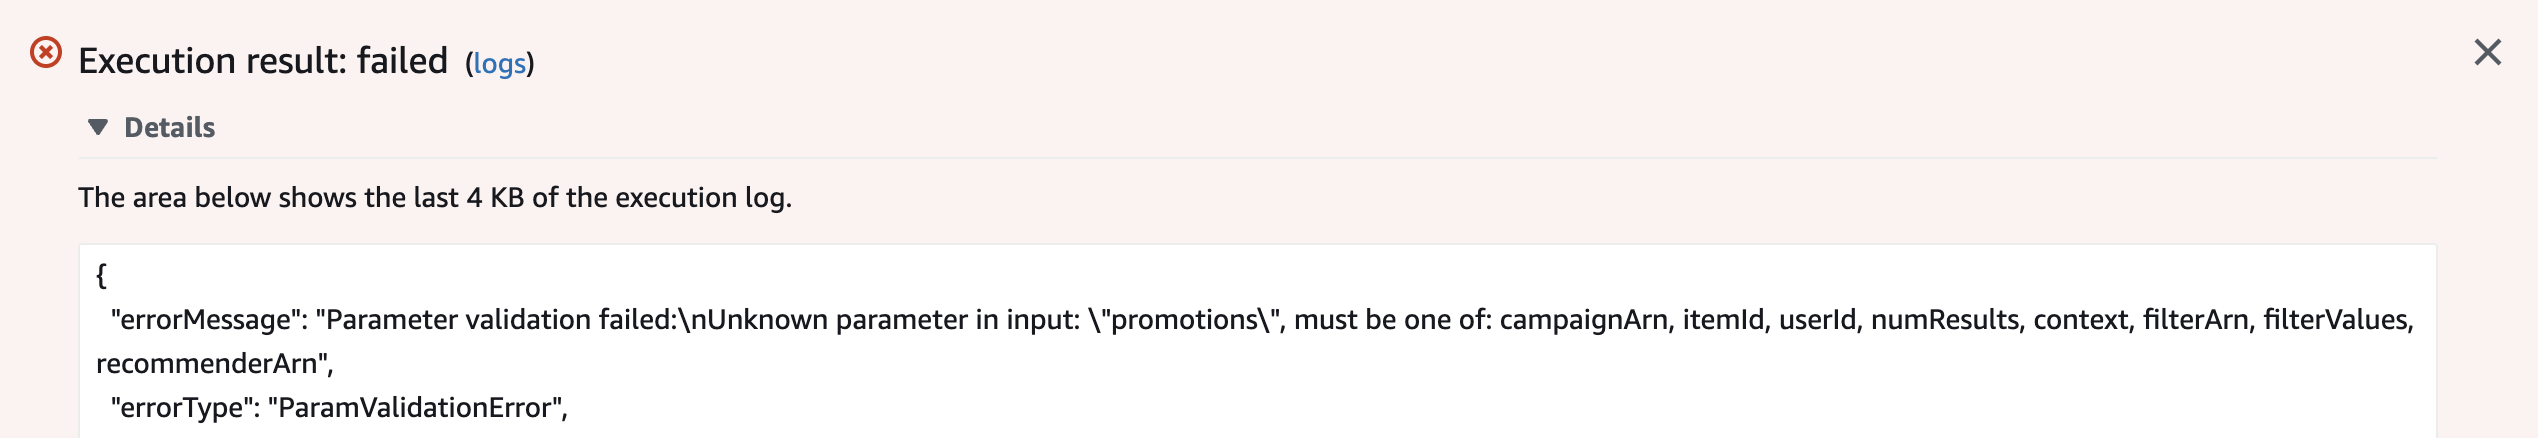 Execution result: failed (logs)
Details
The area below shows the last 4 KB of the execution log.
{
"errorMessage": "Parameter validation failed:\nUnknown parameter in input: \"promotions\", must be one of: campaignArn, itemId, userId, numResults, context, filterArn, filterValues,
recommenderArn",
"errorType": "ParamValidationError",